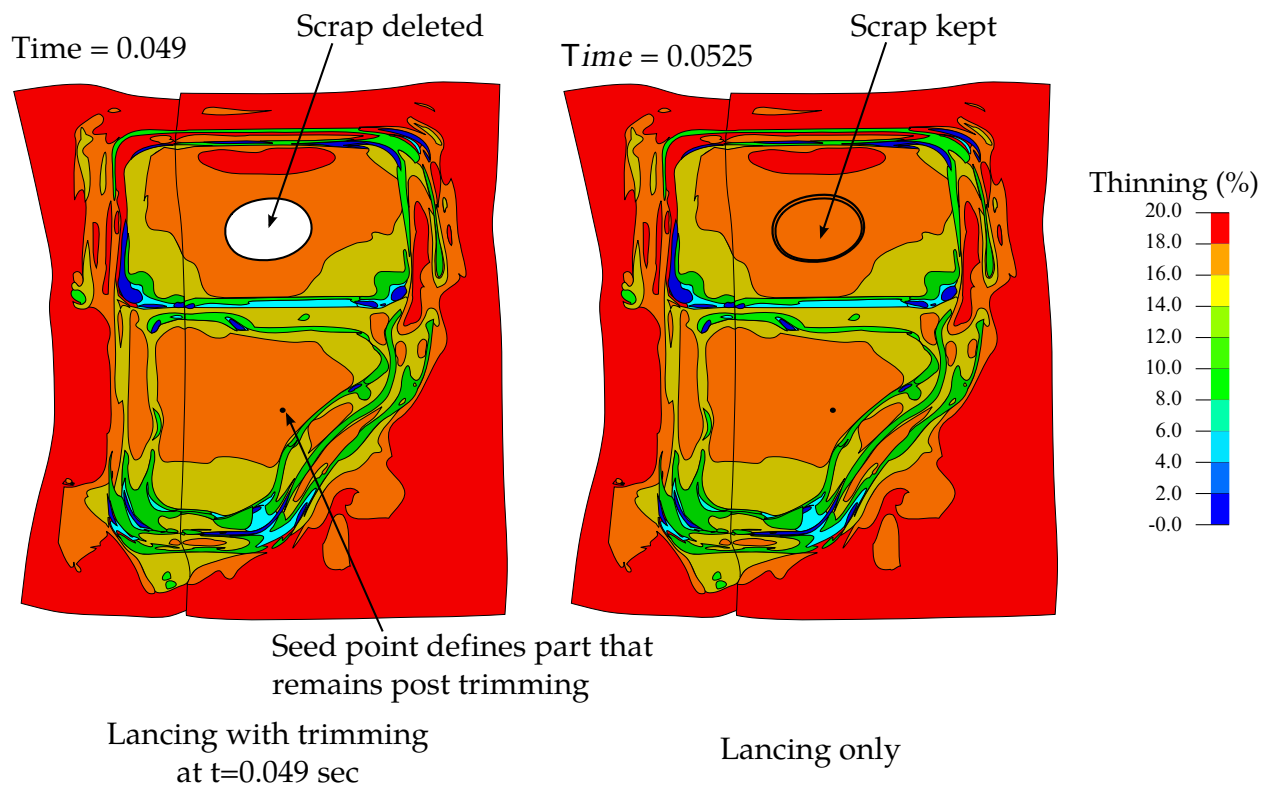 Scrap deleted
Scrap kept
Time = 0.049
Time = 0.0525
Thinning (%)
20.0
18.0
16.0
14.0
12.0
10.0
8.0
6.0
4.0
2.0
-0.0
Seed point defines part that
remains post trimming
Lancing with trimming
at t=0.049 sec
Lancing only